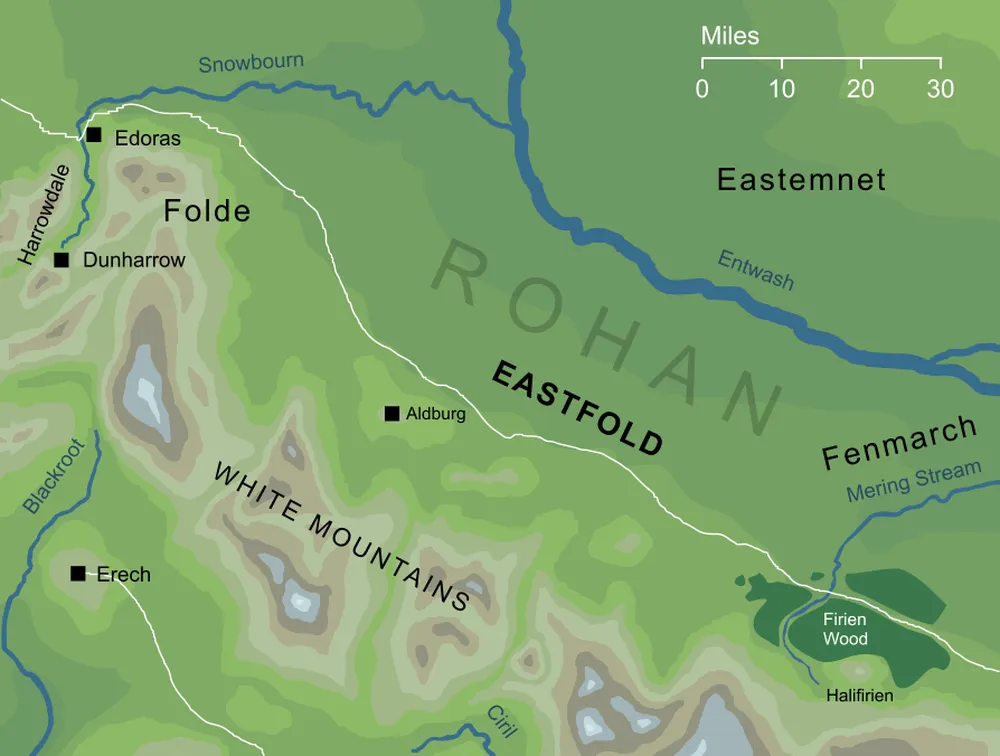 Miles
0 10 20 30
Snowbourn
Edoras
Harrowdale
Folde
Dunharrow
Eastemnet
Entwash
ROHAN
EASTFOLD
Aldburg
Fenmarch
Mering Stream
Blackroot
WHITE MOUNTAINS
Erech
Firien
Wood
Halifirien
Ciril